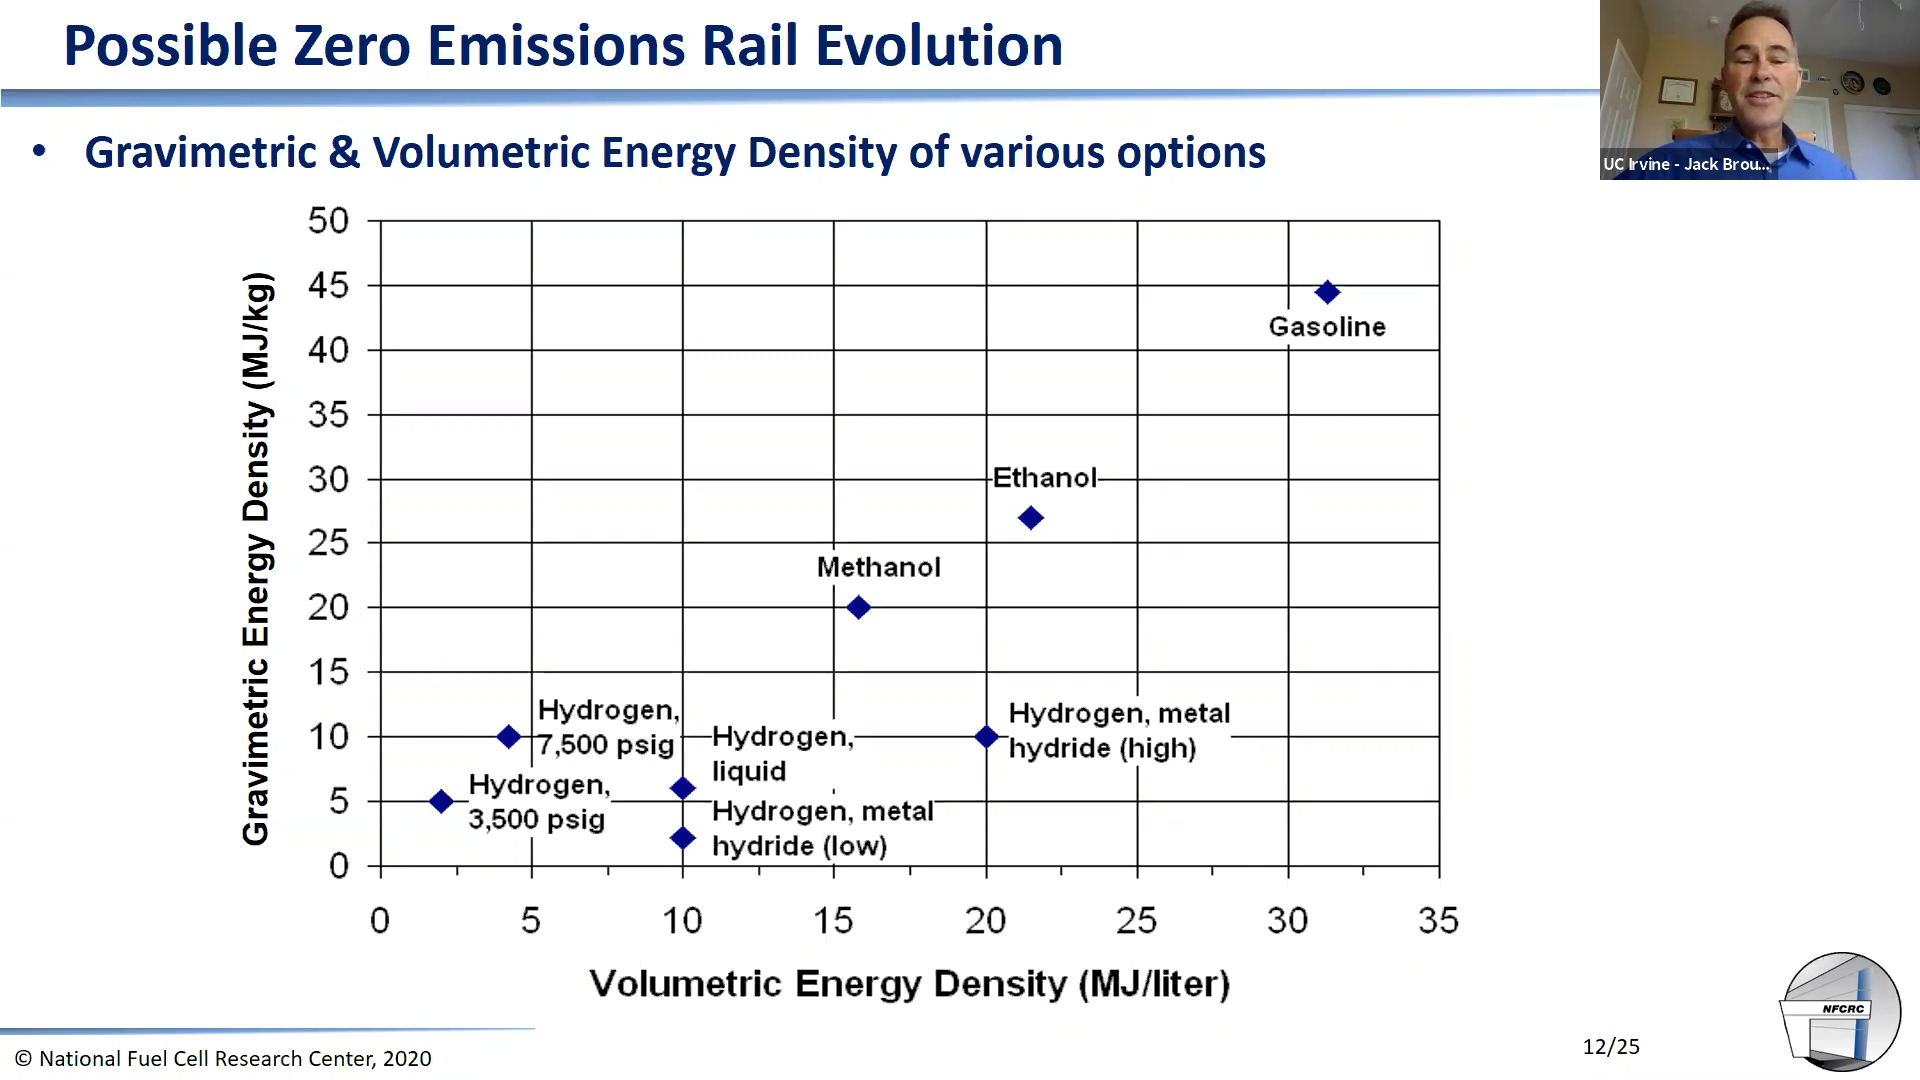 Possible Zero Emissions Rail Evolution
UC Irvine - Jack Brou...
• Gravimetric & Volumetric Energy Density of various options
Gravimetric Energy Density (MJ/kg)
50
45
40
35
30
25
20
15
10
5
0
Gasoline
Ethanol
Methanol
Hydrogen,
7,500 psig
Hydrogen,
3,500 psig
Hydrogen,
liquid
Hydrogen, metal
hydride (low)
Hydrogen, metal
hydride (high)
0 5 10 15 20 25 30 35
Volumetric Energy Density (MJ/liter)
NFCRC
© National Fuel Cell Research Center, 2020
12/25